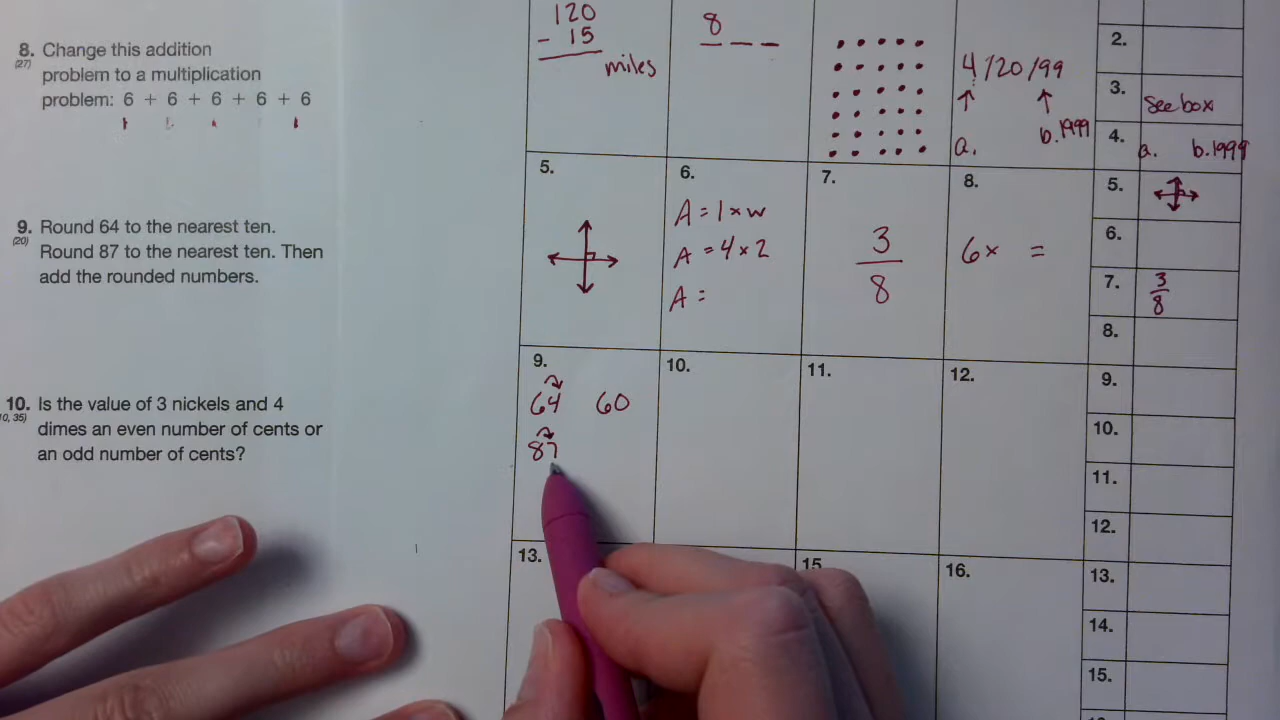 8. Change this addition
(27)
problem to a multiplication
problem: 6 + 6 + 6 + 6 + 6
9. Round 64 to the nearest ten.
(20)
Round 87 to the nearest ten. Then
add the rounded numbers.
10. Is the value of 3 nickels and 4
0, 35)
dimes an even number of cents or
an odd number of cents?
120
- 15
miles
8 _ _ _
4/20/99
a. b. 1999
5.
6.
A = l x w
A = 4 x 2
A =
7.
3
8
8.
6 x =
9.
64 60
87
10.
11.
12.
13.
15.
16.
2.
3. See box
4. a. b. 1999
5.
6.
7. 3
8
8.
9.
10.
11.
12.
13.
14.
15.